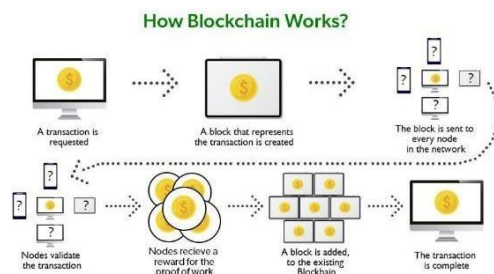 How Blockchain Works?
A transaction is
requested
A block that represents
the transaction is created
The block is sent to
every node
in the network
Nodes validate
the transaction
Nodes recieve a
reward for the
proof of work
A block is added,
to the existing
Blockchain
The transaction
is complete